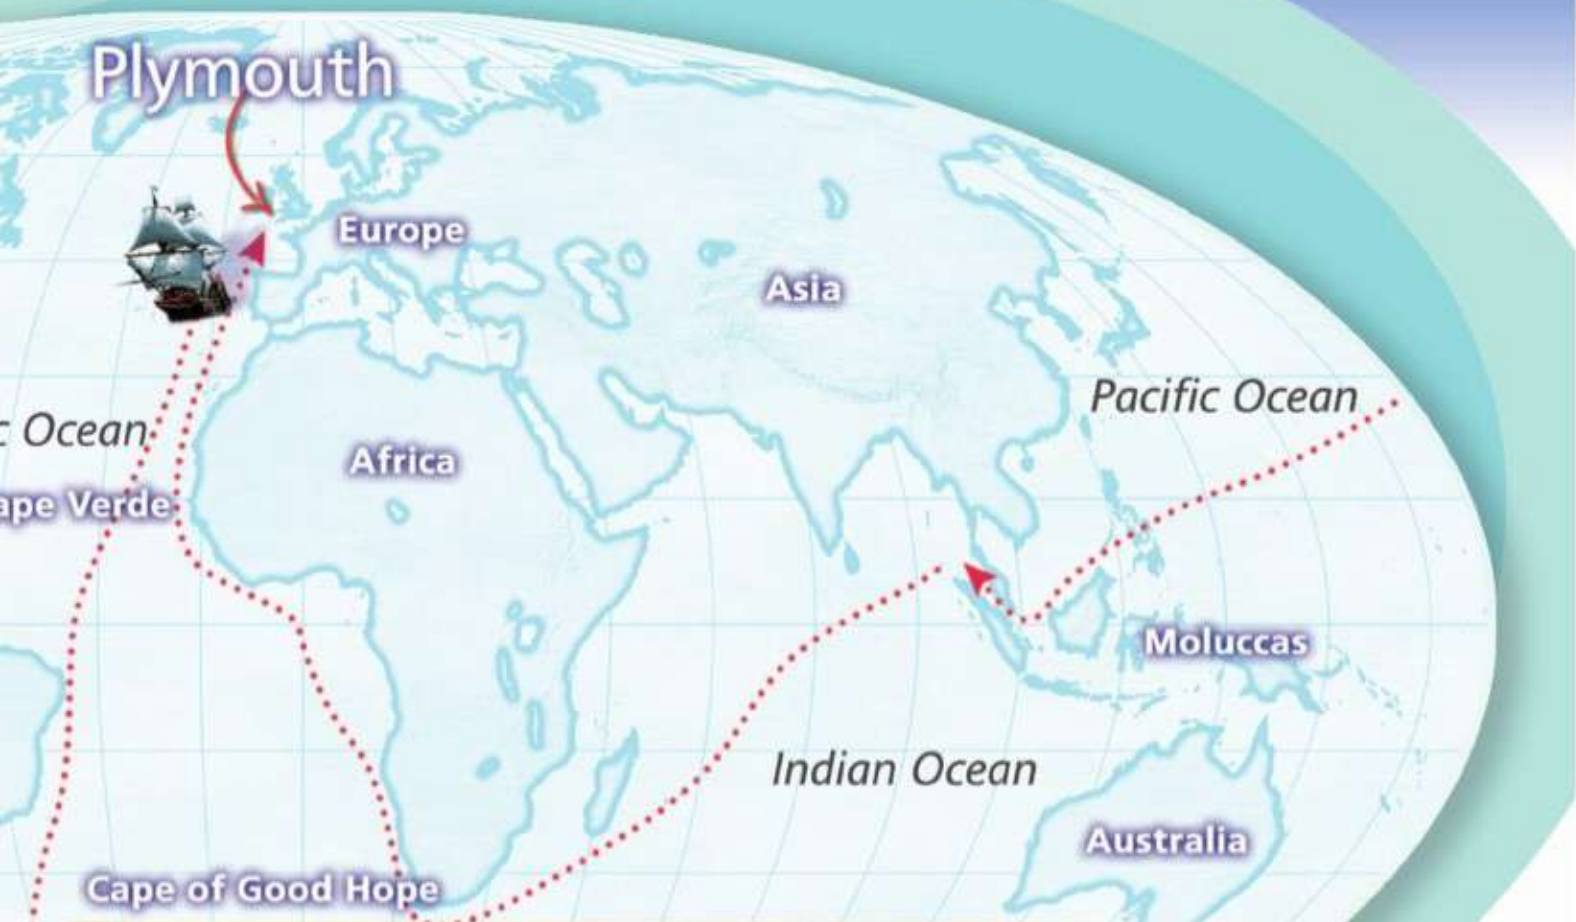 Plymouth
Europe
Asia
Pacific Ocean
c Ocean
Africa
ape Verde
Moluccas
Indian Ocean
Australia
Cape of Good Hope